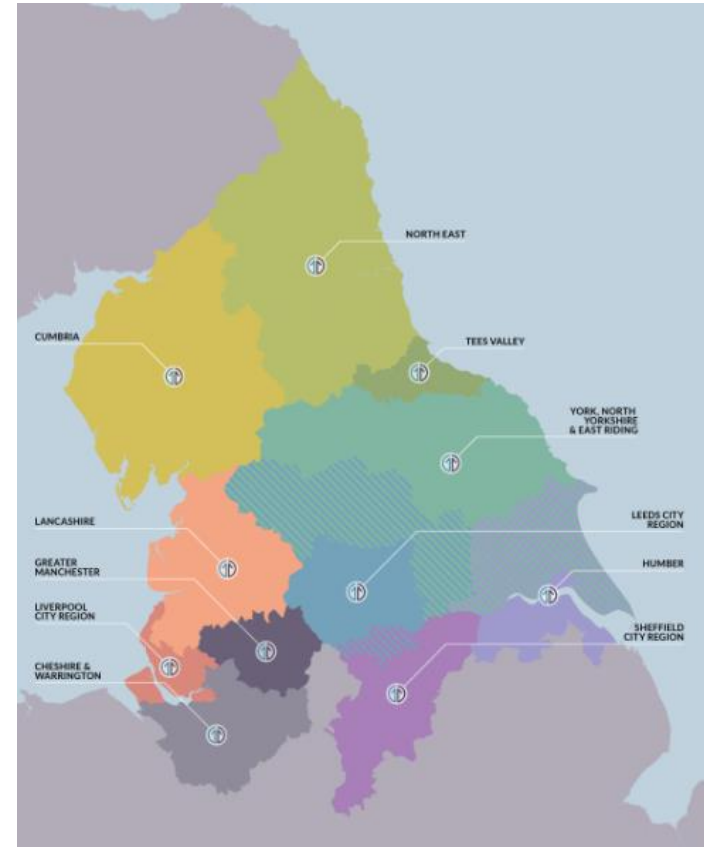 NORTH EAST
CUMBRIA
TEES VALLEY
YORK, NORTH
YORKSHIRE
& EAST RIDING
LANCASHIRE
LEEDS CITY
REGION
GREATER
MANCHESTER
HUMBER
LIVERPOOL
CITY REGION
SHEFFIELD
CITY REGION
CHESHIRE &
WARRINGTON